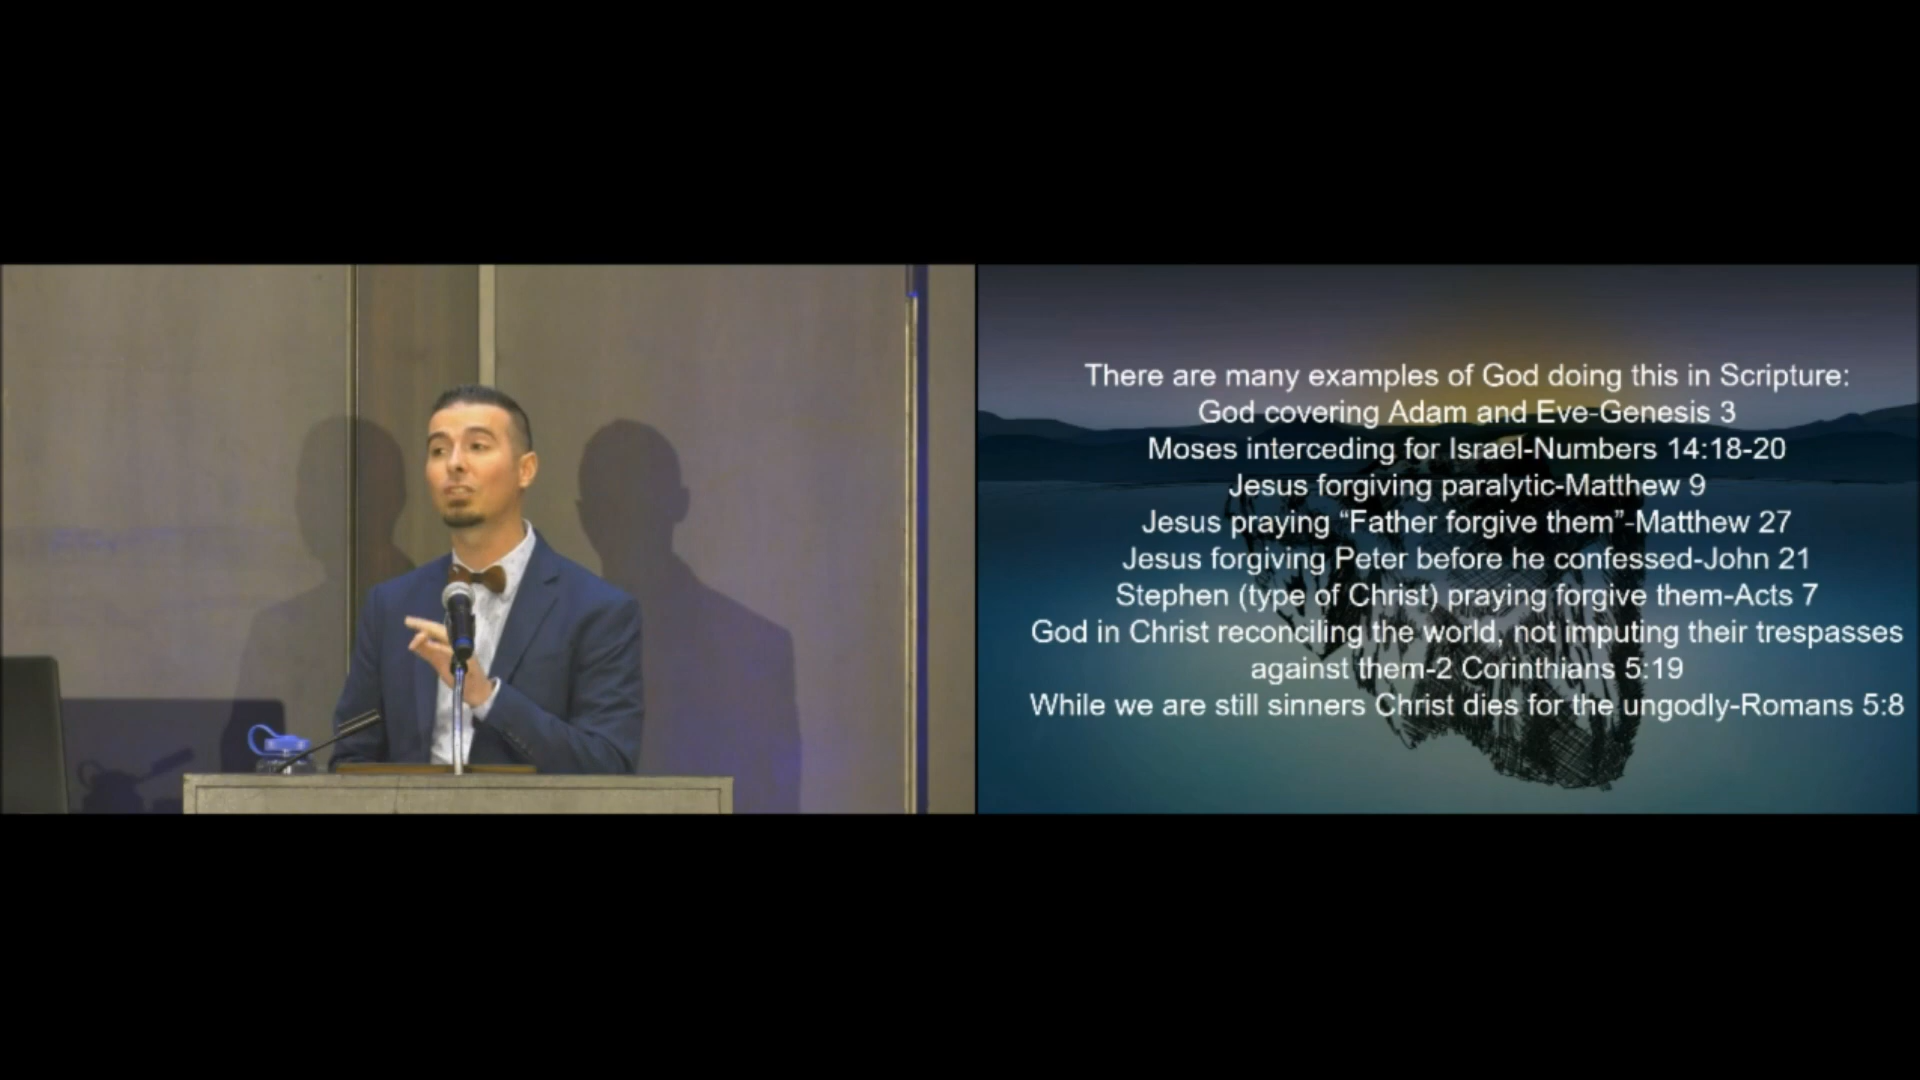 There are many examples of God doing this in Scripture:
God covering Adam and Eve-Genesis 3
Moses interceding for Israel-Numbers 14:18-20
Jesus forgiving paralytic-Matthew 9
Jesus praying “Father forgive them”-Matthew 27
Jesus forgiving Peter before he confessed-John 21
Stephen (type of Christ) praying forgive them-Acts 7
God in Christ reconciling the world, not imputing their trespasses
against them-2 Corinthians 5:19
While we are still sinners Christ dies for the ungodly-Romans 5:8